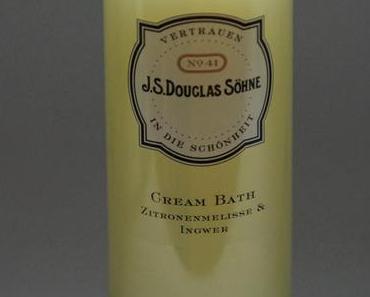 VERTRAUEN
No. 41
J.S. DOUGLAS SÖHNE
IN DIE SCHÖNHEIT
CREAM BATH
ZITRONENMELISSE &
INGWER